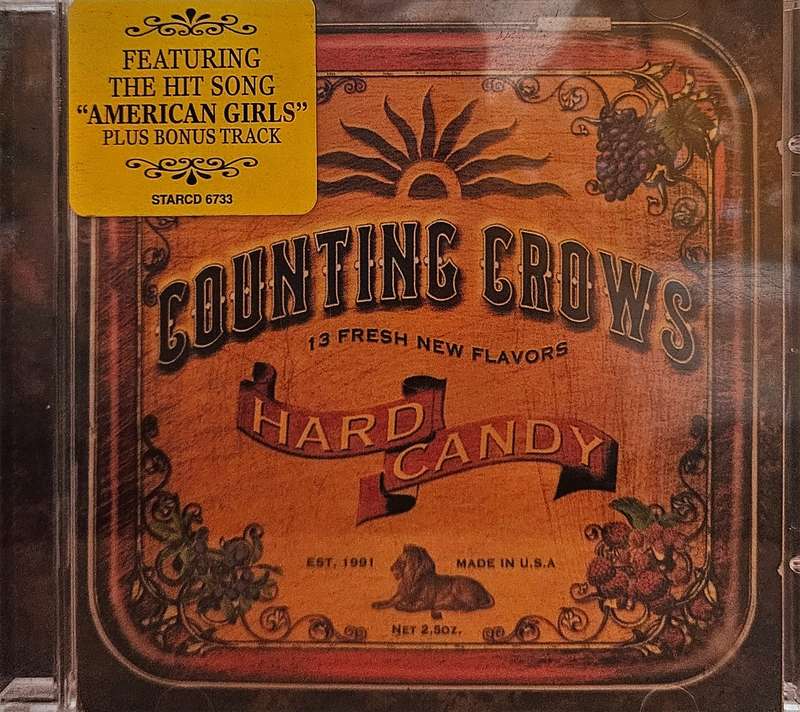 FEATURING
THE HIT SONG
“AMERICAN GIRLS”
PLUS BONUS TRACK
STARCD 6733
COUNTING CROWS
13 FRESH NEW FLAVORS
HARD
CANDY
EST. 1991
MADE IN U.S.A
NET 2.5OZ.